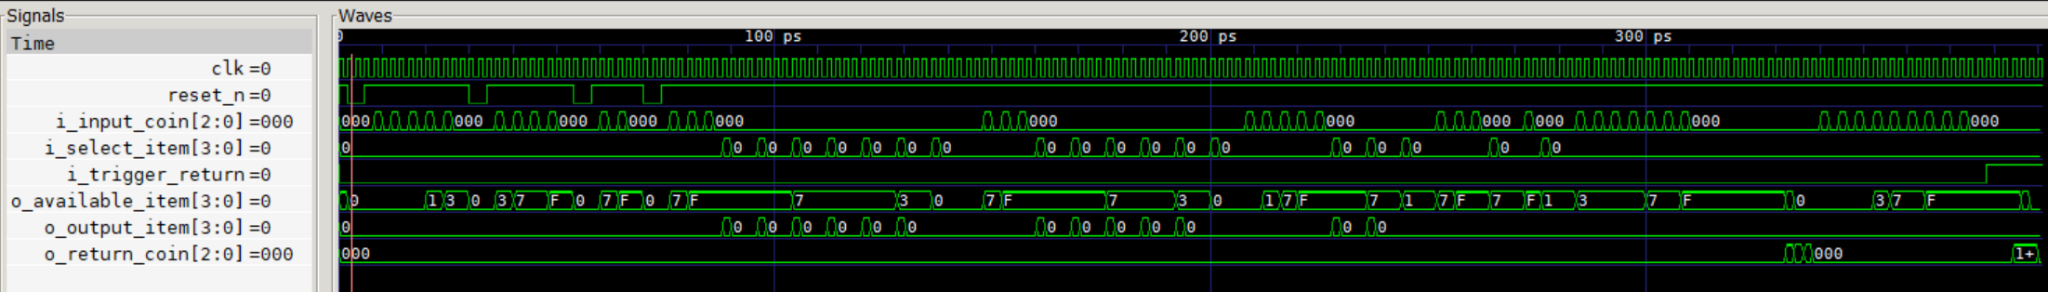 Signals Waves
Time 0 100 ps 200 ps 300 ps
clk =0
reset_n =0
i_input_coin[2:0] =000 000 000 000 000 000 000 000 000 000 000 000
i_select_item[3:0] =0 0 0 0 0 0 0 0 0 0 0 0 0 0 0 0 0 0 0 0
i_trigger_return =0
o_available_item[3:0] =0 0 1 3 0 3 7 F 0 7 F 0 7 F 7 3 0 7 F 7 3 0 1 7 F 7 1 7 F 7 F 1 3 7 F 0 3 7 F
o_output_item[3:0] =0 0 0 0 0 0 0 0 0 0 0 0 0 0 0
o_return_coin[2:0] =000 000 000 1+